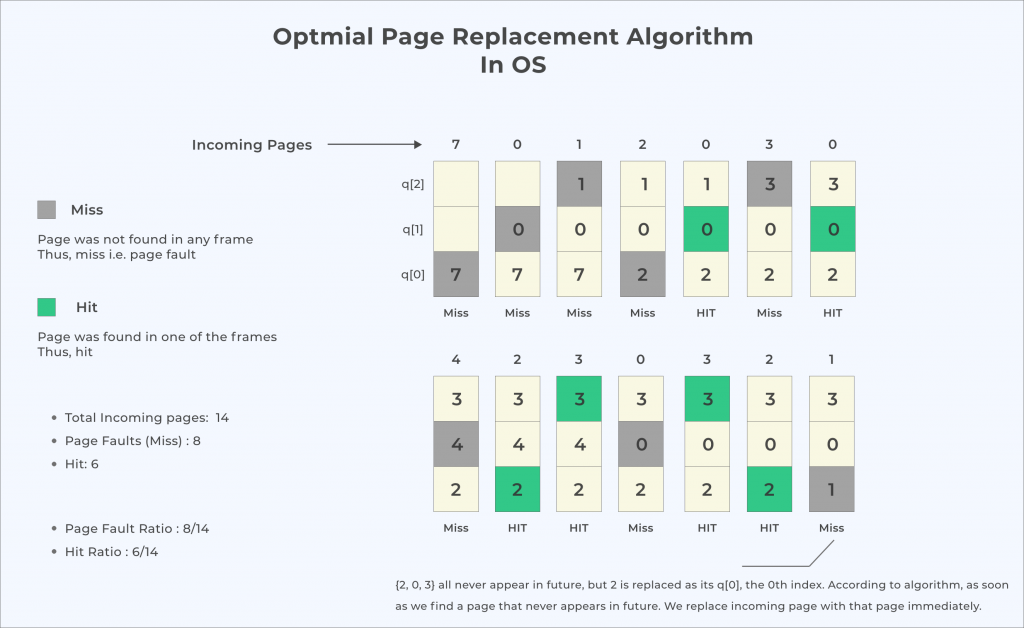 Optmial Page Replacement Algorithm
In OS
Incoming Pages 7 0 1 2 0 3 0
q[2] 1 1 1 3 3
q[1] 0 0 0 0 0 0
q[0] 7 7 7 2 2 2 2
Miss Miss Miss Miss HIT Miss HIT
Miss
Page was not found in any frame
Thus, miss i.e. page fault
Hit
Page was found in one of the frames
Thus, hit
4 2 3 0 3 2 1
3 3 3 3 3 3 3
4 4 4 0 0 0 0
2 2 2 2 2 2 1
Miss HIT HIT Miss HIT HIT Miss
• Total Incoming pages: 14
• Page Faults (Miss) : 8
• Hit: 6
• Page Fault Ratio : 8/14
• Hit Ratio : 6/14
{2, 0, 3} all never appear in future, but 2 is replaced as its q[0], the 0th index. According to algorithm, as soon
as we find a page that never appears in future. We replace incoming page with that page immediately.